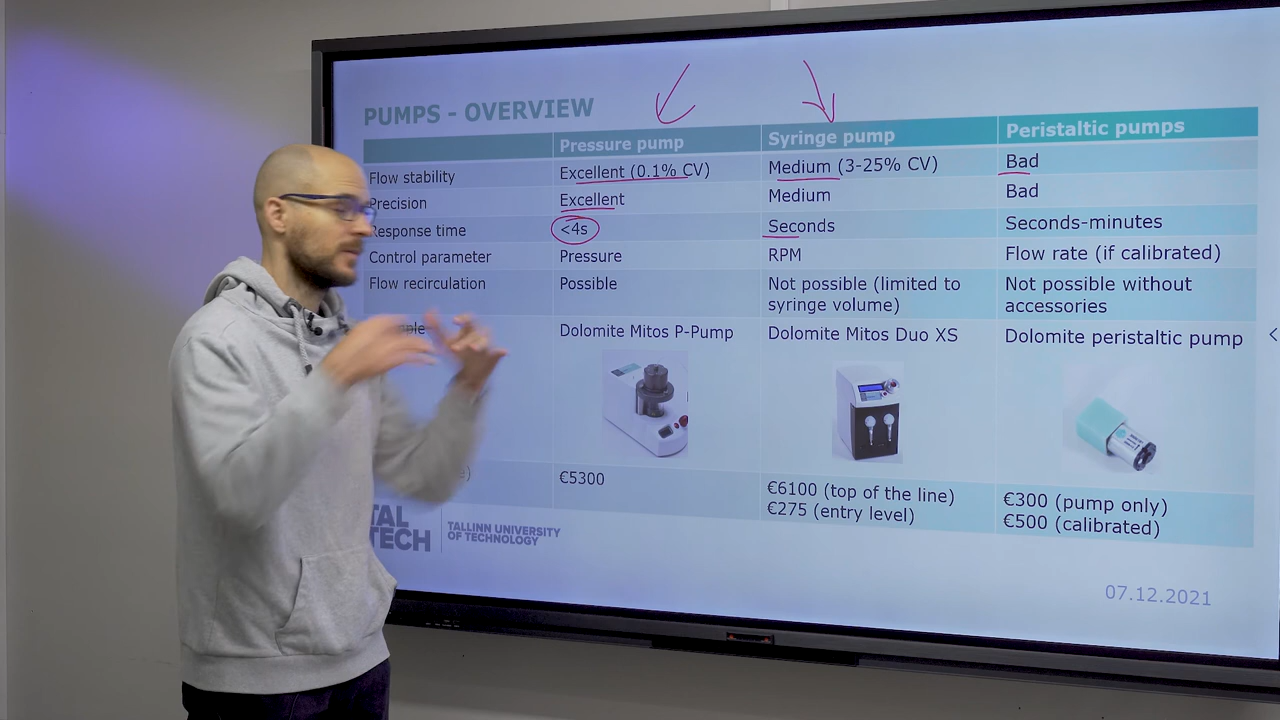 PUMPS - OVERVIEW
Pressure pump Syringe pump Peristaltic pumps
Flow stability Excellent (0.1% CV) Medium (3-25% CV) Bad
Precision Excellent Medium Bad
Response time <4s Seconds Seconds-minutes
Control parameter Pressure RPM Flow rate (if calibrated)
Flow recirculation Possible Not possible (limited to Not possible without
syringe volume) accessories
Dolomite Mitos P-Pump Dolomite Mitos Duo XS Dolomite peristaltic pump
€5300 €6100 (top of the line) €300 (pump only)
€275 (entry level) €500 (calibrated)
TAL
TECH
TALLINN UNIVERSITY
OF TECHNOLOGY
07.12.2021